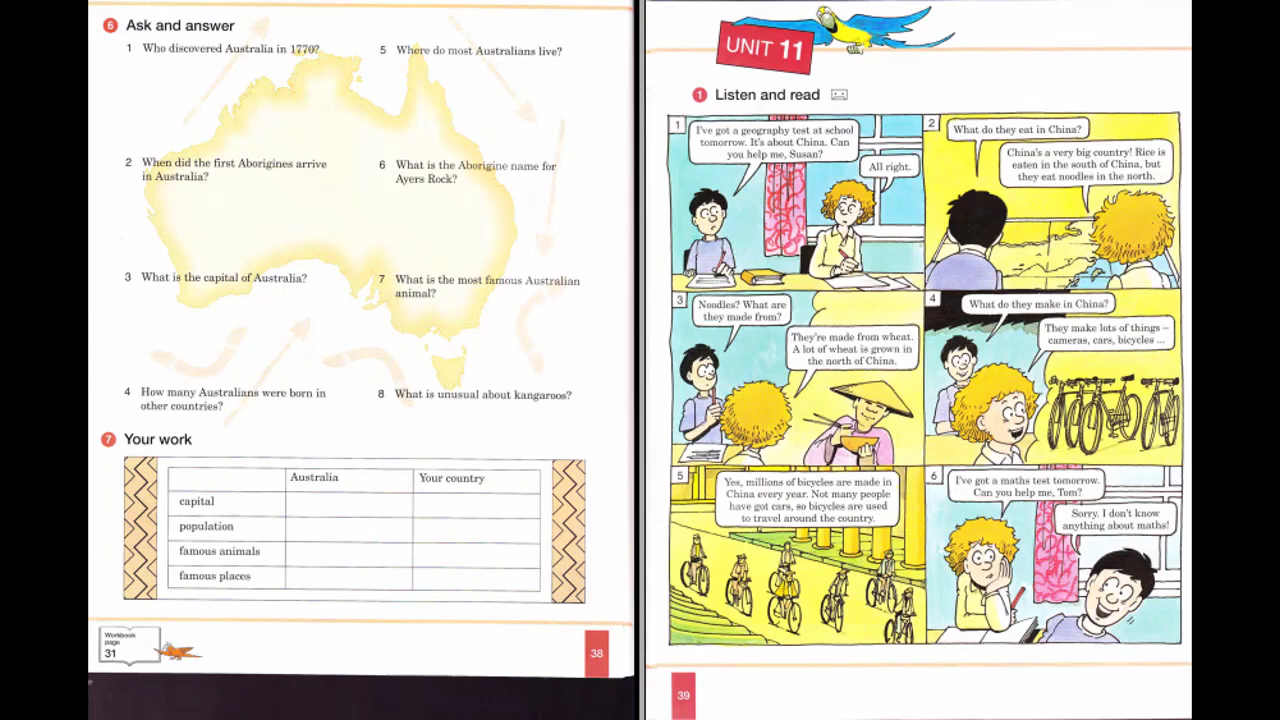 6 Ask and answer
1 Who discovered Australia in 1770?
2 When did the first Aborigines arrive
in Australia?
3 What is the capital of Australia?
4 How many Australians were born in
other countries?
5 Where do most Australians live?
6 What is the Aborigine name for
Ayers Rock?
7 What is the most famous Australian
animal?
8 What is unusual about kangaroos?
7 Your work
Australia Your country
capital
population
famous animals
famous places
Workbook
page
31
38
UNIT 11
1 Listen and read
1
I've got a geography test at school
tomorrow. It's about China. Can
you help me, Susan?
All right.
2
What do they eat in China?
China's a very big country! Rice is
eaten in the south of China, but
they eat noodles in the north.
3
Noodles? What are
they made from?
They're made from wheat.
A lot of wheat is grown in
the north of China.
4
What do they make in China?
They make lots of things –
cameras, cars, bicycles ...
5
Yes, millions of bicycles are made in
China every year. Not many people
have got cars, so bicycles are used
to travel around the country.
6
I've got a maths test tomorrow.
Can you help me, Tom?
Sorry. I don't know
anything about maths!
39